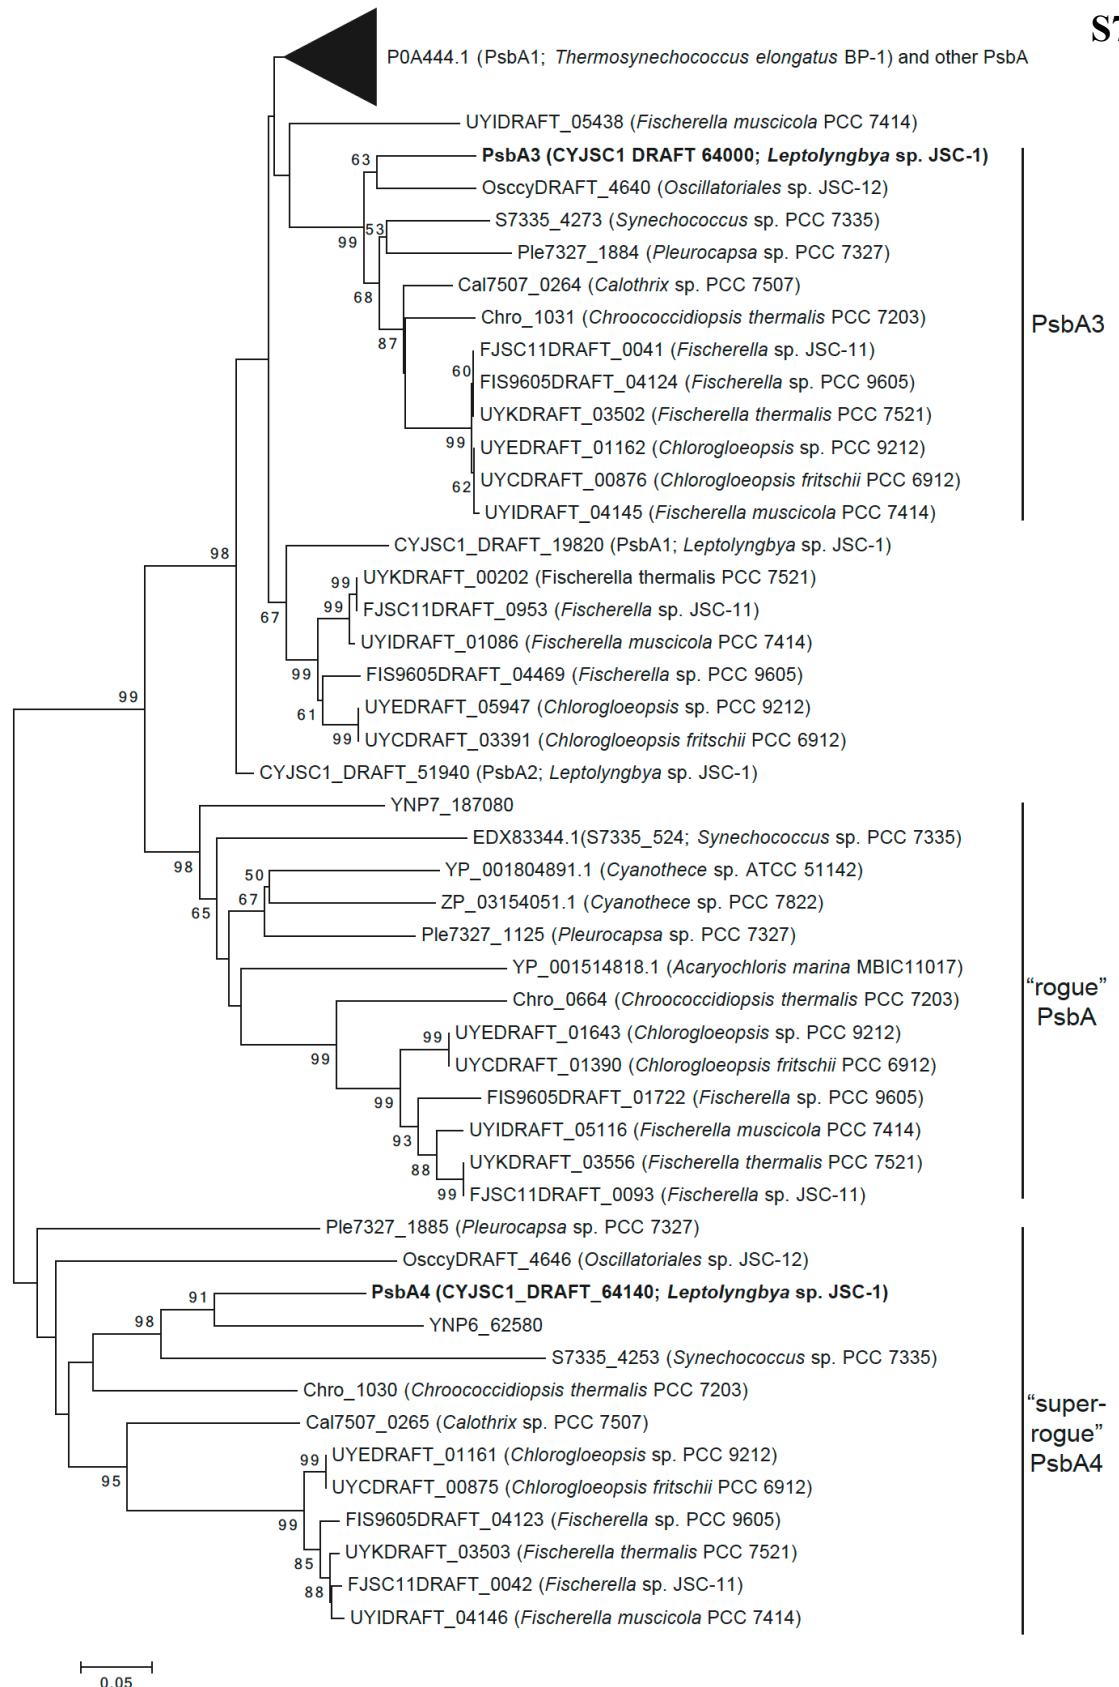 S7
P0A444.1 (PsbA1; Thermosynechococcus elongatus BP-1) and other PsbA
UYIDRAFT_05438 (Fischerella muscicola PCC 7414)
63
PsbA3 (CYJSC1 DRAFT 64000; Leptolyngbya sp. JSC-1)
OsccyDRAFT_4640 (Oscillatoriales sp. JSC-12)
S7335_4273 (Synechococcus sp. PCC 7335)
53
99
Ple7327_1884 (Pleurocapsa sp. PCC 7327)
Cal7507_0264 (Calothrix sp. PCC 7507)
68
Chro_1031 (Chroococcidiopsis thermalis PCC 7203)
PsbA3
87
FJSC11DRAFT_0041 (Fischerella sp. JSC-11)
60
FIS9605DRAFT_04124 (Fischerella sp. PCC 9605)
UYKDRAFT_03502 (Fischerella thermalis PCC 7521)
99
UYEDRAFT_01162 (Chlorogloeopsis sp. PCC 9212)
UYCDRAFT_00876 (Chlorogloeopsis fritschii PCC 6912)
62
UYIDRAFT_04145 (Fischerella muscicola PCC 7414)
98
CYJSC1_DRAFT_19820 (PsbA1; Leptolyngbya sp. JSC-1)
99
UYKDRAFT_00202 (Fischerella thermalis PCC 7521)
99
FJSC11DRAFT_0953 (Fischerella sp. JSC-11)
67
UYIDRAFT_01086 (Fischerella muscicola PCC 7414)
99
FIS9605DRAFT_04469 (Fischerella sp. PCC 9605)
99
UYEDRAFT_05947 (Chlorogloeopsis sp. PCC 9212)
61
99
UYCDRAFT_03391 (Chlorogloeopsis fritschii PCC 6912)
CYJSC1_DRAFT_51940 (PsbA2; Leptolyngbya sp. JSC-1)
YNP7_187080
EDX83344.1(S7335_524; Synechococcus sp. PCC 7335)
98
50
YP_001804891.1 (Cyanothece sp. ATCC 51142)
67
ZP_03154051.1 (Cyanothece sp. PCC 7822)
65
Ple7327_1125 (Pleurocapsa sp. PCC 7327)
YP_001514818.1 (Acaryochloris marina MBIC11017)
“rogue”
PsbA
Chro_0664 (Chroococcidiopsis thermalis PCC 7203)
99
UYEDRAFT_01643 (Chlorogloeopsis sp. PCC 9212)
99
UYCDRAFT_01390 (Chlorogloeopsis fritschii PCC 6912)
99
FIS9605DRAFT_01722 (Fischerella sp. PCC 9605)
93
UYIDRAFT_05116 (Fischerella muscicola PCC 7414)
88
UYKDRAFT_03556 (Fischerella thermalis PCC 7521)
99
FJSC11DRAFT_0093 (Fischerella sp. JSC-11)
Ple7327_1885 (Pleurocapsa sp. PCC 7327)
OsccyDRAFT_4646 (Oscillatoriales sp. JSC-12)
91
PsbA4 (CYJSC1_DRAFT_64140; Leptolyngbya sp. JSC-1)
98
YNP6_62580
S7335_4253 (Synechococcus sp. PCC 7335)
Chro_1030 (Chroococcidiopsis thermalis PCC 7203)
“super-
rogue”
PsbA4
Cal7507_0265 (Calothrix sp. PCC 7507)
99
UYEDRAFT_01161 (Chlorogloeopsis sp. PCC 9212)
95
UYCDRAFT_00875 (Chlorogloeopsis fritschii PCC 6912)
99
FIS9605DRAFT_04123 (Fischerella sp. PCC 9605)
85
UYKDRAFT_03503 (Fischerella thermalis PCC 7521)
88
FJSC11DRAFT_0042 (Fischerella sp. JSC-11)
UYIDRAFT_04146 (Fischerella muscicola PCC 7414)
0.05